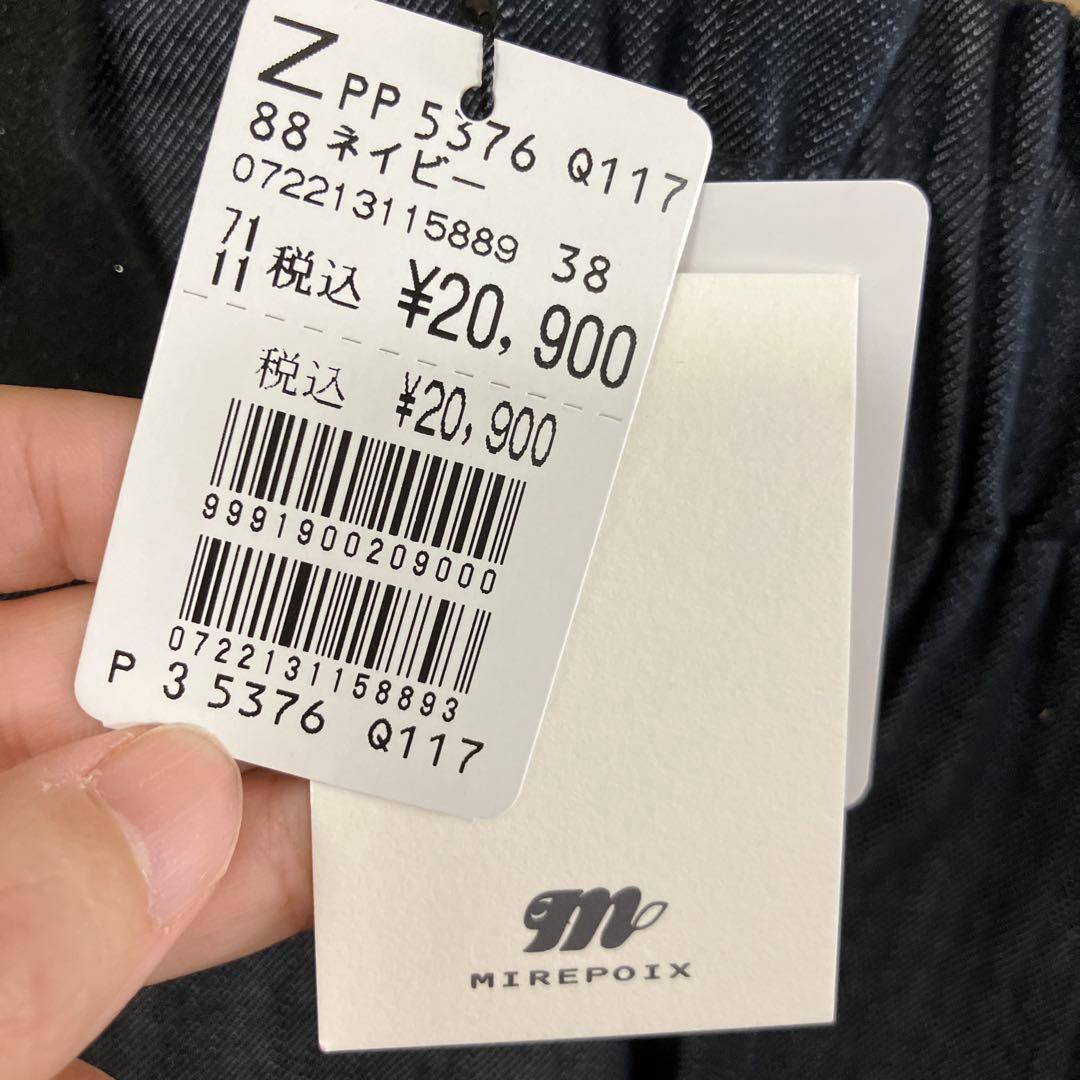 Z PP 5376 Q117
88 ネイビー
072213115889 38
71
11 税込 ¥20,900
税込 ¥20,900
9991900209000
0722131158893
P 3 5376 Q117
m
MIREPOIX